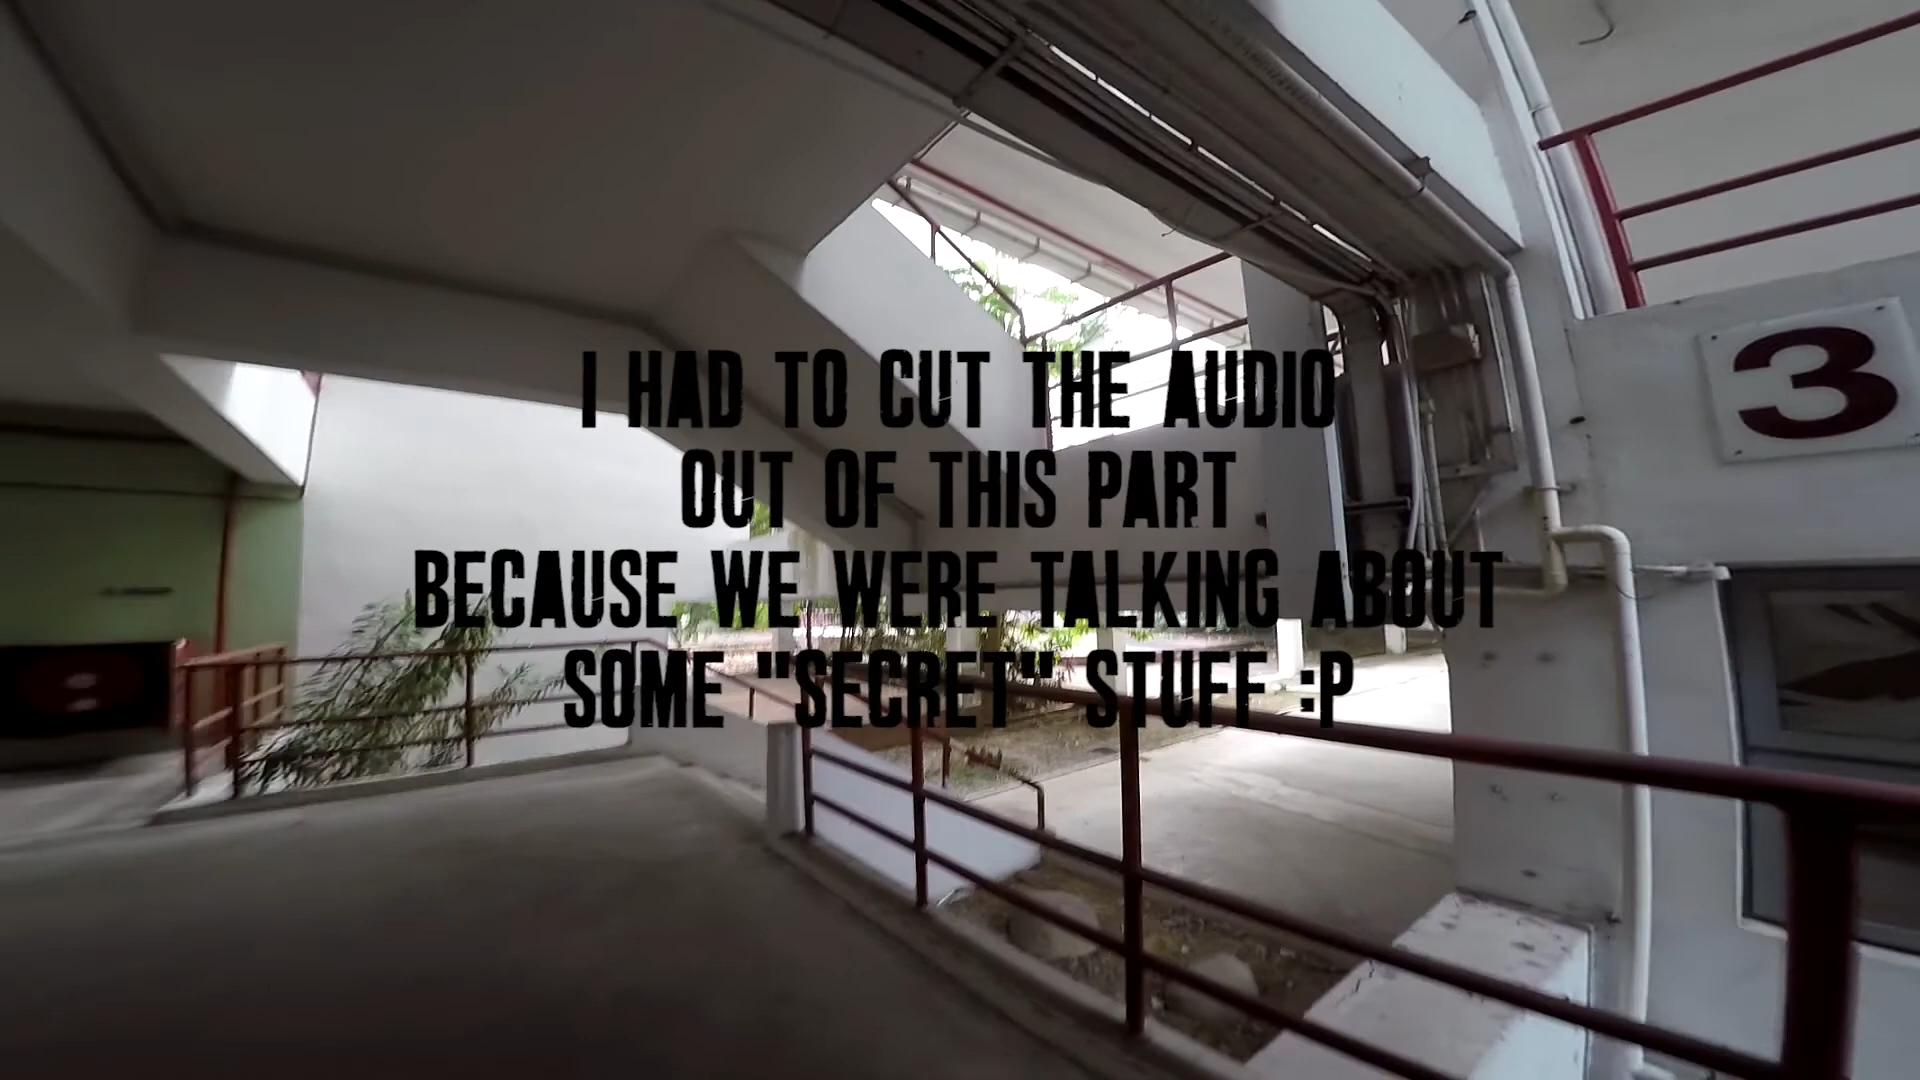 I HAD TO CUT THE AUDIO
OUT OF THIS PART
BECAUSE WE WERE TALKING ABOUT
SOME "SECRET" STUFF :P
3